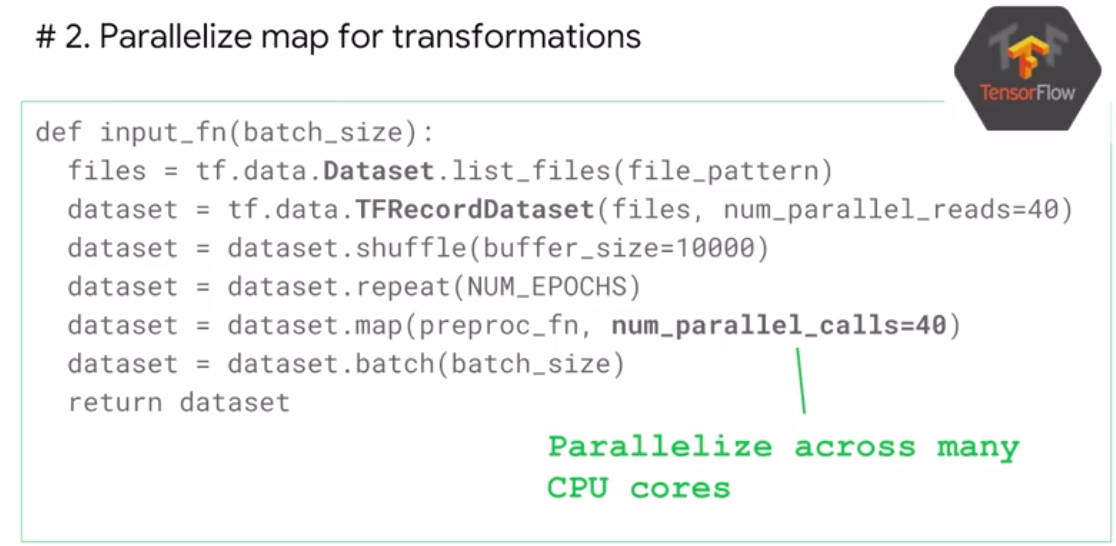 # 2. Parallelize map for transformations
TensorFlow
def input_fn(batch_size):
  files = tf.data.Dataset.list_files(file_pattern)
  dataset = tf.data.TFRecordDataset(files, num_parallel_reads=40)
  dataset = dataset.shuffle(buffer_size=10000)
  dataset = dataset.repeat(NUM_EPOCHS)
  dataset = dataset.map(preproc_fn, num_parallel_calls=40)
  dataset = dataset.batch(batch_size)
  return dataset
Parallelize across many
CPU cores